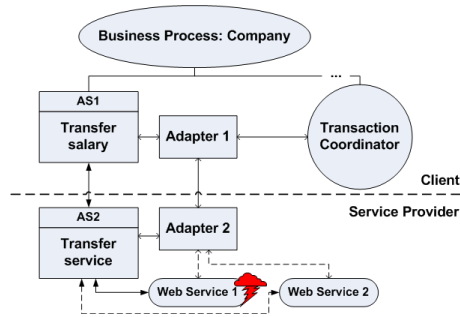 Business Process: Company
...
AS1
Transfer
salary
Adapter 1
Transaction
Coordinator
Client
Service Provider
AS2
Transfer
service
Adapter 2
Web Service 1
Web Service 2